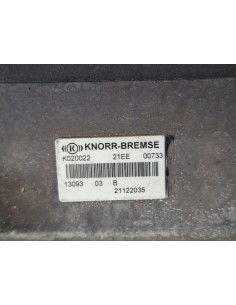 KNORR-BREMSE
K020022 21EE 00733
13093 03 B
21122035